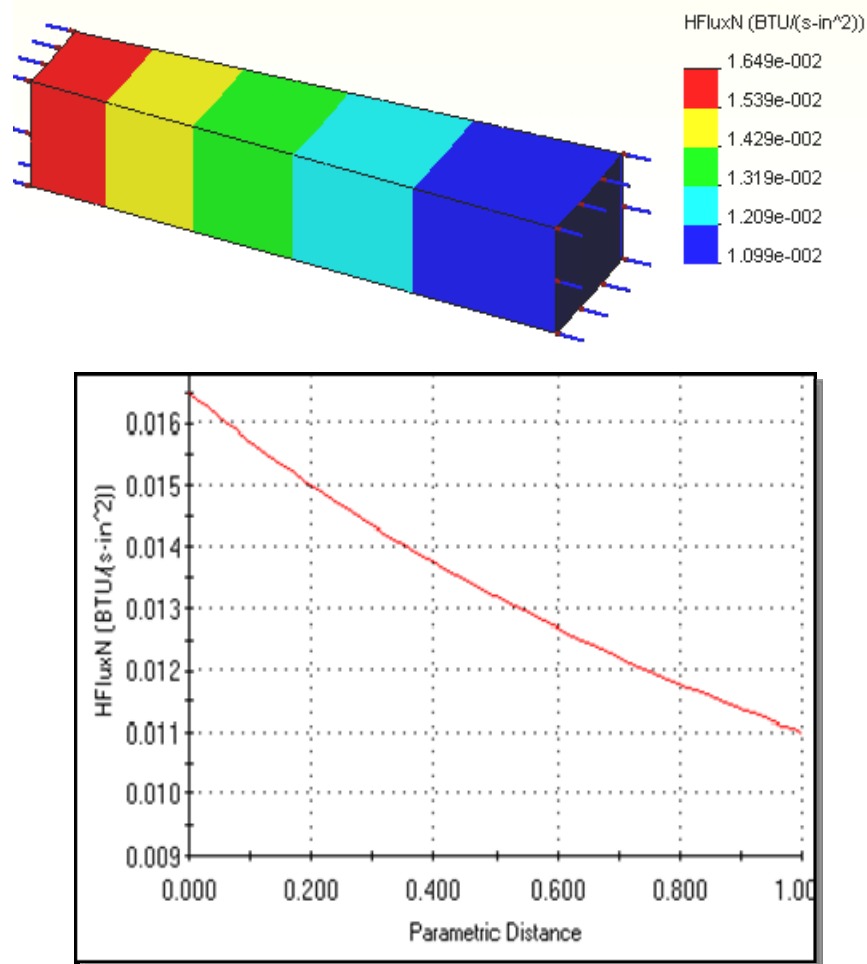 HFluxN (BTU/(s-in^2))
1.649e-002
1.539e-002
1.429e-002
1.319e-002
1.209e-002
1.099e-002
HFluxN (BTU/(s-in^2))
0.016
0.015
0.014
0.013
0.012
0.011
0.010
0.009
0.000 0.200 0.400 0.600 0.800 1.00
Parametric Distance